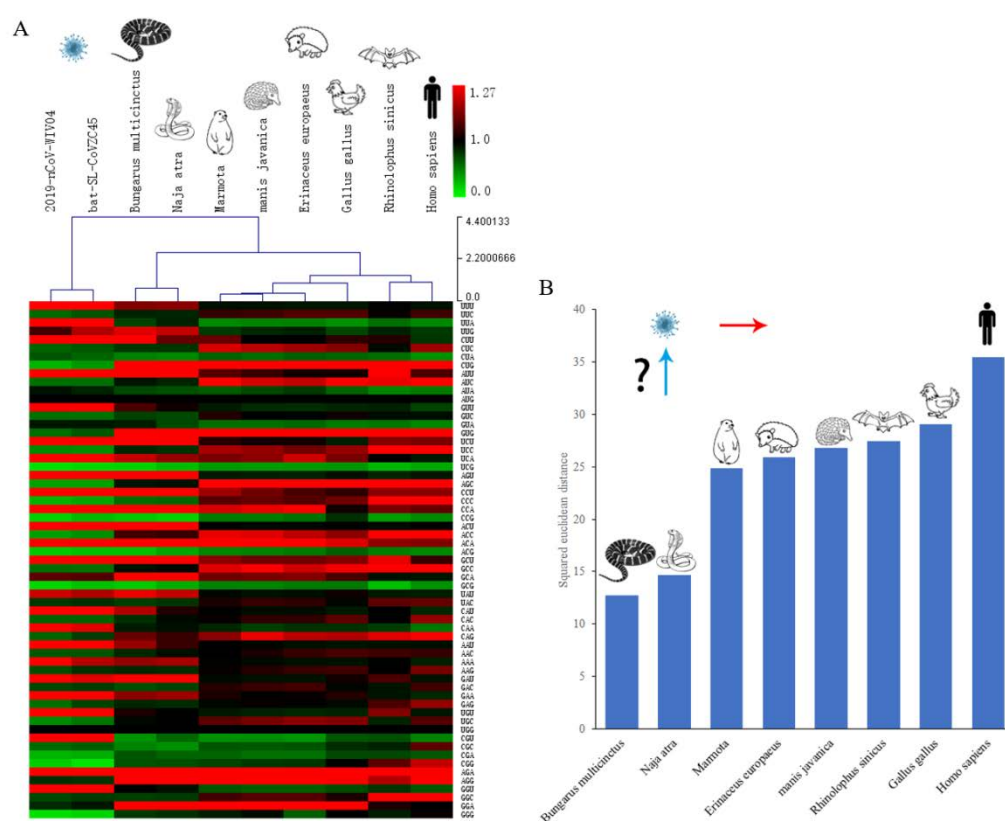 A
2019-nCoV-WIV04
bat-SL-CoVZC45
Bungarus multicinctus
Naja atra
Marmota
manis javanica
Erinaceus europaeus
Gallus gallus
Rhinolophus sinicus
Homo sapiens
1.27
1.0
0.0
4.400133
2.2000666
0.0
UUU
UUC
UUA
UUG
CUU
CUC
CUA
CUG
AUU
AUC
AUA
AUG
GUU
GUC
GUA
GUG
UCU
UCC
UCA
UCG
AGU
AGC
CCU
CCC
CCA
CCG
ACU
ACC
ACA
ACG
GCU
GCC
GCA
GCG
UAU
UAC
CAU
CAC
CAA
CAG
AAU
AAC
AAA
AAG
GAU
GAC
GAA
GAG
UGU
UGC
UGG
CGU
CGC
CGA
CGG
AGA
AGG
GGU
GGC
GGA
GGG
B
40
35
30
25
20
15
10
5
0
Squared euclidean distance
?
Bungarus multicinctus
Naja atra
Marmota
Erinaceus europaeus
manis javanica
Rhinolophus sinicus
Gallus gallus
Homo sapiens